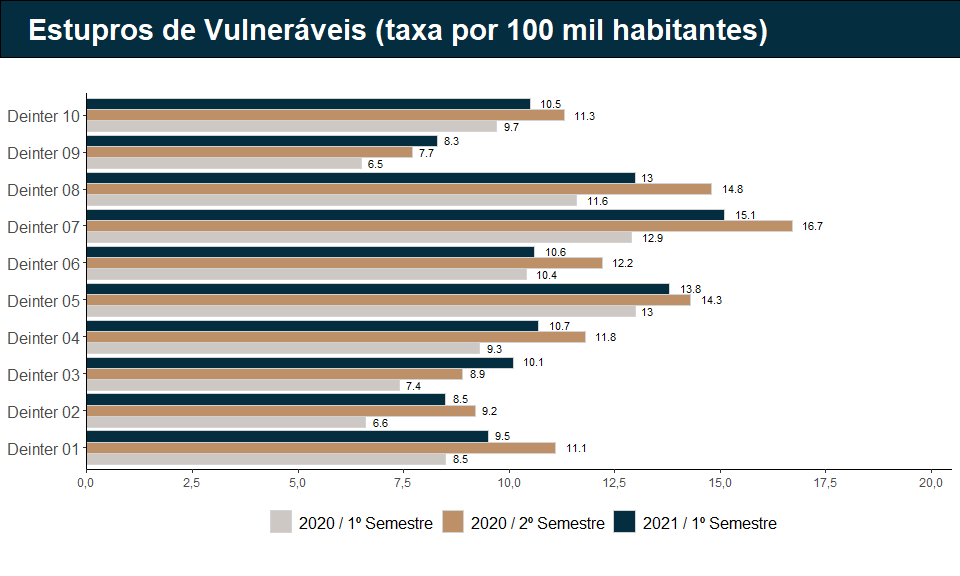 Estupros de Vulneráveis (taxa por 100 mil habitantes)
Deinter 10
10.5
11.3
9.7
Deinter 09
8.3
7.7
6.5
Deinter 08
13
14.8
11.6
Deinter 07
15.1
16.7
12.9
Deinter 06
10.6
12.2
10.4
Deinter 05
13.8
14.3
13
Deinter 04
10.7
11.8
9.3
Deinter 03
10.1
8.9
7.4
Deinter 02
8.5
9.2
6.6
Deinter 01
9.5
11.1
8.5
0,0 2,5 5,0 7,5 10,0 12,5 15,0 17,5 20,0
2020 / 1º Semestre 2020 / 2º Semestre 2021 / 1º Semestre